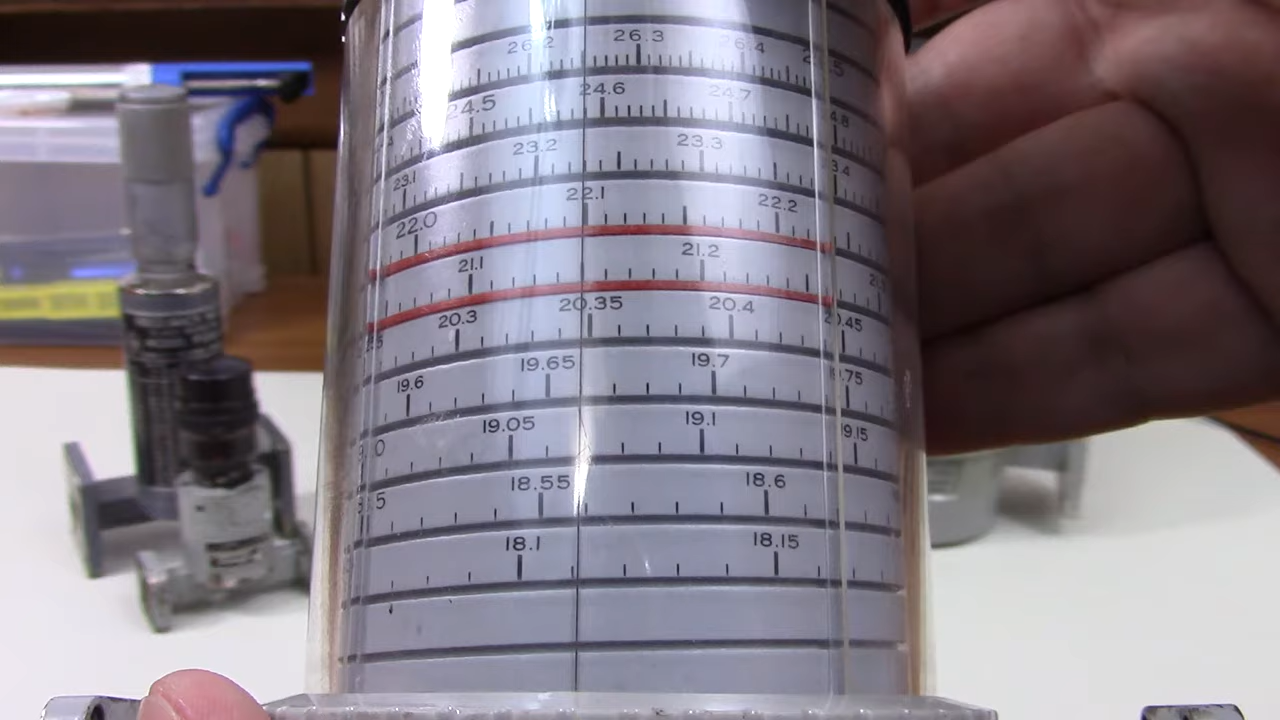 26.2 26.3 26.4
24.5 24.6 24.7
23.1 23.2 23.3
22.0 22.1 22.2
21.1 21.2
20.3 20.35 20.4
19.6 19.65 19.7
19.05 19.1 19.15
18.55 18.6
18.1 18.15